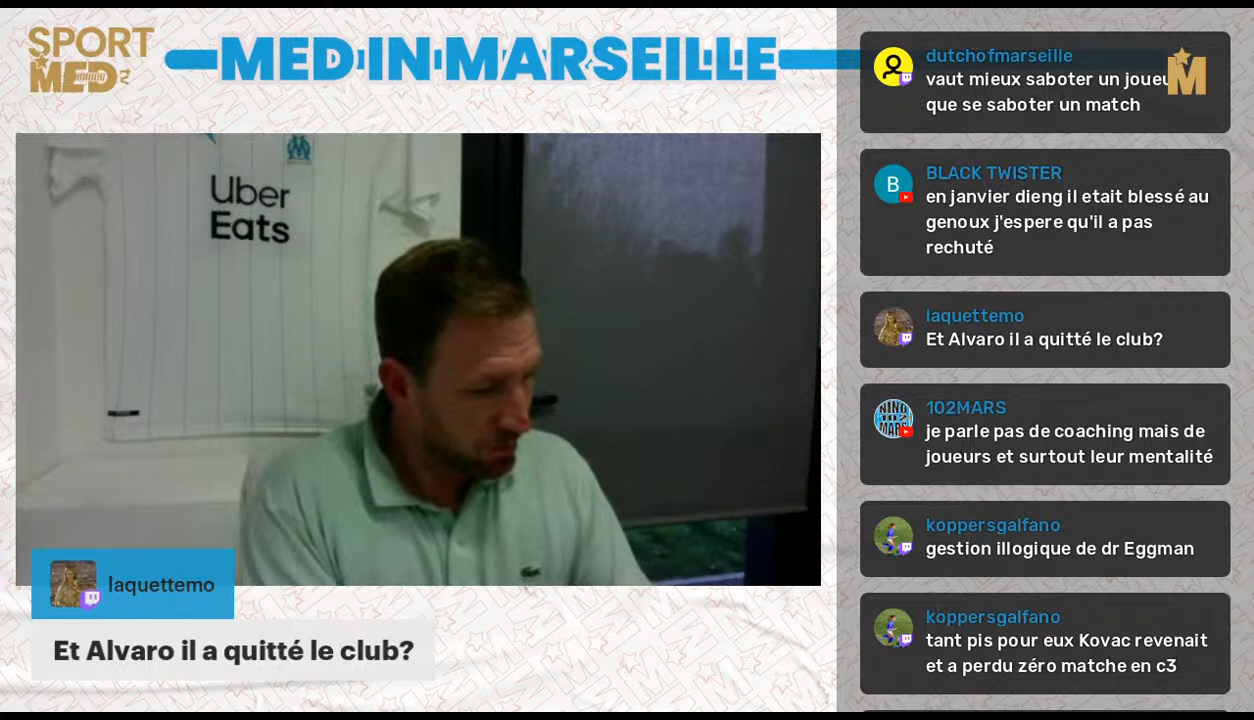 SPORT
MED
MED IN MARSEILLE
Uber
Eats
laquettemo
Et Alvaro il a quitté le club?
dutchofmarseille
vaut mieux saboter un joueu
que se saboter un match
M
B
BLACK TWISTER
en janvier dieng il etait blessé au
genoux j'espere qu'il a pas
rechuté
laquettemo
Et Alvaro il a quitté le club?
102MARS
je parle pas de coaching mais de
joueurs et surtout leur mentalité
koppersgalfano
gestion illogique de dr Eggman
koppersgalfano
tant pis pour eux Kovac revenait
et a perdu zéro matche en c3